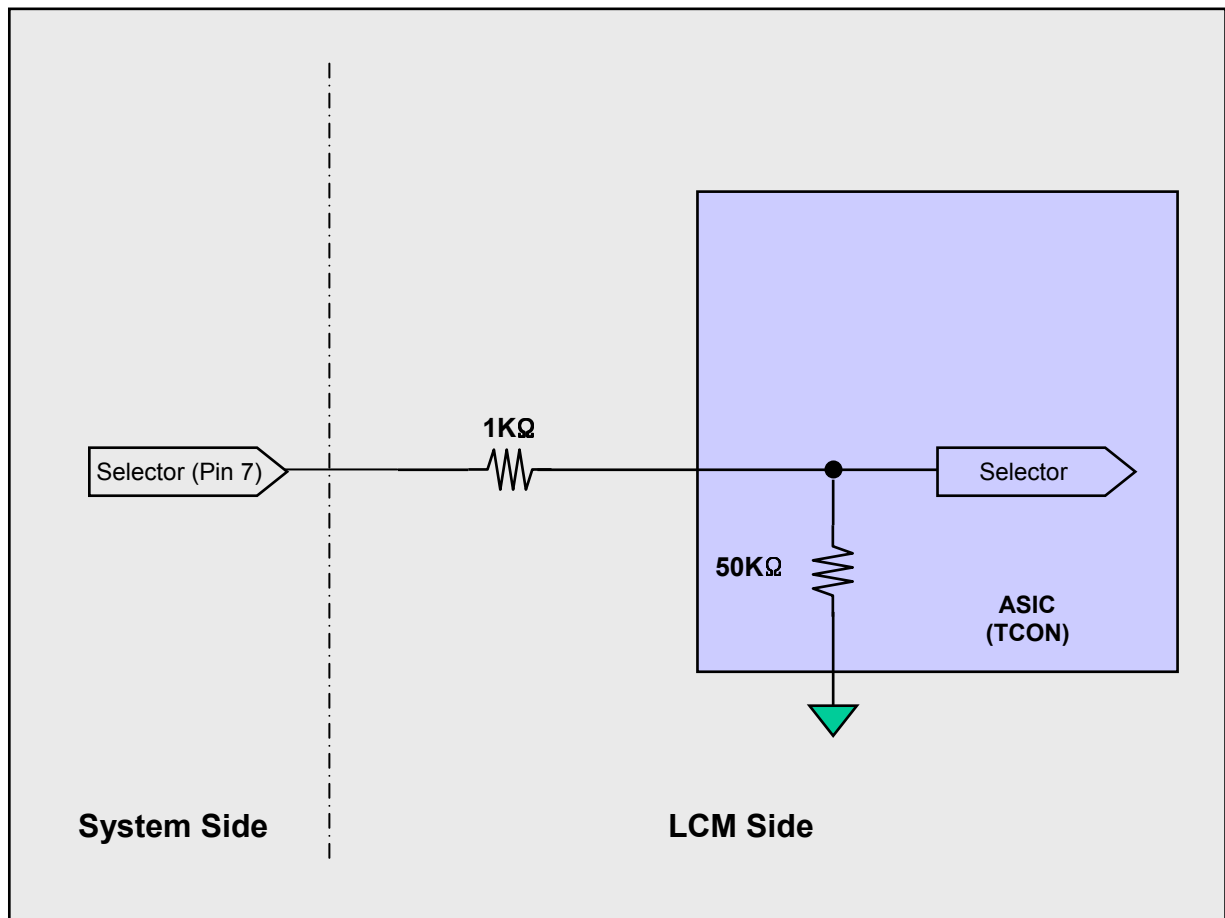 1KΩ
Selector (Pin 7)
Selector
50KΩ
ASIC
(TCON)
System Side
LCM Side